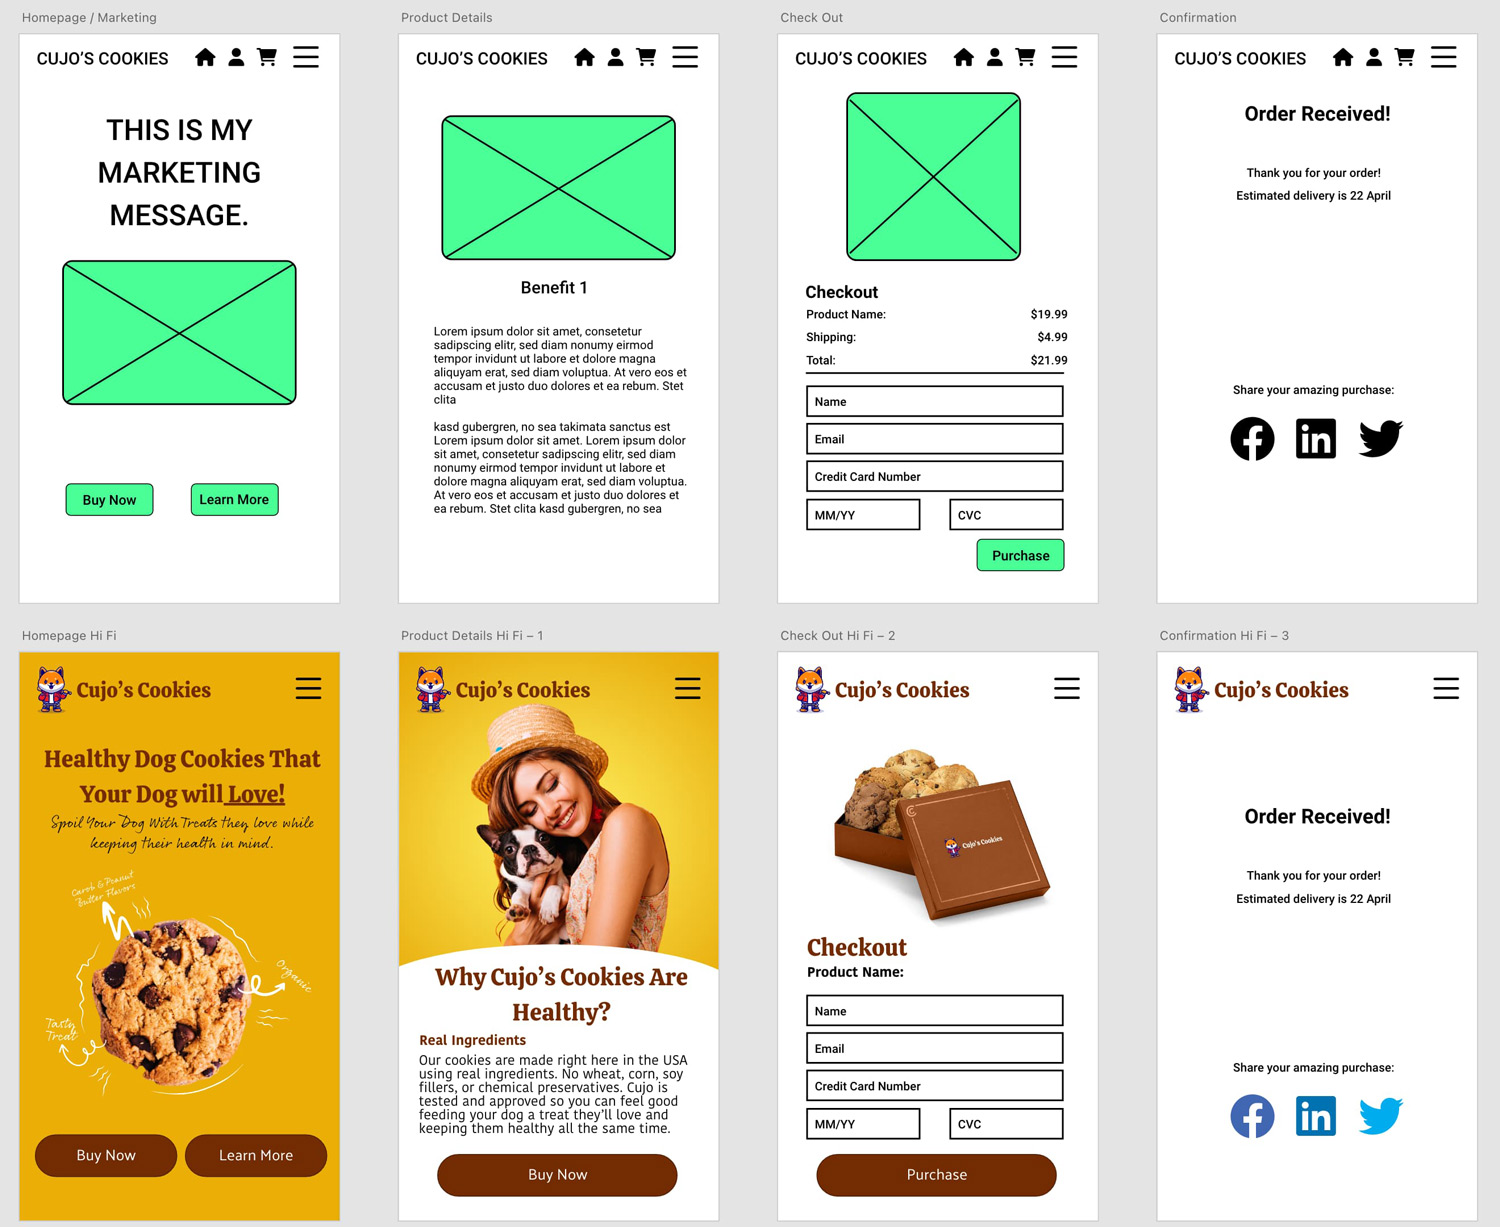 Homepage / Marketing
CUJO'S COOKIES
THIS IS MY
MARKETING
MESSAGE.
Buy Now
Learn More
Product Details
CUJO'S COOKIES
Benefit 1
Lorem ipsum dolor sit amet, consetetur
sadipscing elitr, sed diam nonumy eirmod
tempor invidunt ut labore et dolore magna
aliquyam erat, sed diam voluptua. At vero eos et
accusam et justo duo dolores et ea rebum. Stet
clita
kasd gubergren, no sea takimata sanctus est
Lorem ipsum dolor sit amet. Lorem ipsum dolor
sit amet, consetetur sadipscing elitr, sed diam
nonumy eirmod tempor invidunt ut labore et
dolore magna aliquyam erat, sed diam voluptua.
At vero eos et accusam et justo duo dolores et
ea rebum. Stet clita kasd gubergren, no sea
Check Out
CUJO'S COOKIES
Checkout
Product Name: $19.99
Shipping: $4.99
Total: $21.99
Name
Email
Credit Card Number
MM/YY
CVC
Purchase
Confirmation
CUJO'S COOKIES
Order Received!
Thank you for your order!
Estimated delivery is 22 April
Share your amazing purchase:
in
Homepage Hi Fi
Cujo's Cookies
Healthy Dog Cookies That
Your Dog will Love!
Spoil Your Dog With Treats they love while
keeping their health in mind.
Carob & Peanut
Butter Flavors
Organic
Tasty
Treat
Buy Now
Learn More
Product Details Hi Fi – 1
Cujo's Cookies
Why Cujo's Cookies Are
Healthy?
Real Ingredients
Our cookies are made right here in the USA
using real ingredients. No wheat, corn, soy
fillers, or chemical preservatives. Cujo is
tested and approved so you can feel good
feeding your dog a treat they'll love and
keeping them healthy all the same time.
Buy Now
Check Out Hi Fi – 2
Cujo's Cookies
Cujo's Cookies
Checkout
Product Name:
Name
Email
Credit Card Number
MM/YY
CVC
Purchase
Confirmation Hi Fi – 3
Cujo's Cookies
Order Received!
Thank you for your order!
Estimated delivery is 22 April
Share your amazing purchase:
in